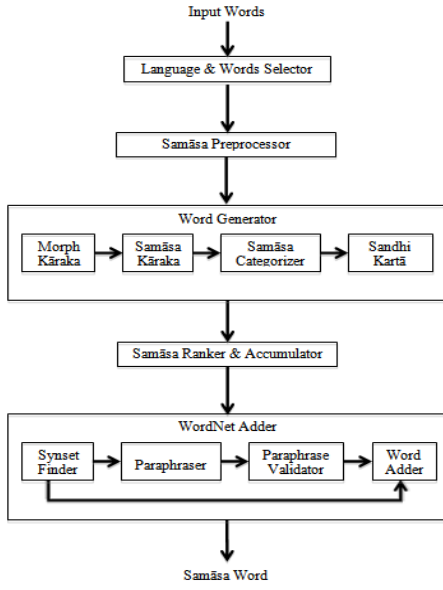 Input Words
Language & Words Selector
Samāsa Preprocessor
Word Generator
Morph
Kāraka
Samāsa
Kāraka
Samāsa
Categorizer
Sandhi
Kartā
Samāsa Ranker & Accumulator
WordNet Adder
Synset
Finder
Paraphraser
Paraphrase
Validator
Word
Adder
Samāsa Word